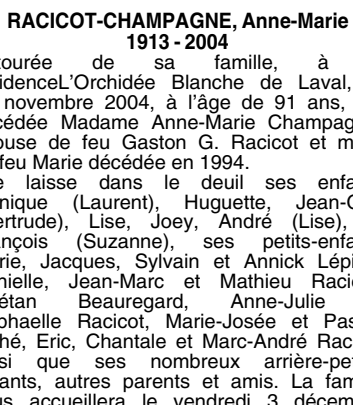 RACICOT-CHAMPAGNE, Anne-Marie
1913 - 2004
tourée de sa famille, à
idenceL'Orchidée Blanche de Laval,
novembre 2004, à l'âge de 91 ans,
cédée Madame Anne-Marie Champag
ouse de feu Gaston G. Racicot et m
feu Marie décédée en 1994.
e laisse dans le deuil ses enfa
nique (Laurent), Huguette, Jean-C
ertrude), Lise, Joey, André (Lise),
nçois (Suzanne), ses petits-enfa
rie, Jacques, Sylvain et Annick Lépi
nielle, Jean-Marc et Mathieu Raci
étan Beauregard, Anne-Julie
phaelle Racicot, Marie-Josée et Pas
ché, Eric, Chantale et Marc-André Rac
si que ses nombreux arrière-pet
ants, autres parents et amis. La fam
us accueillera le vendredi 3 décem